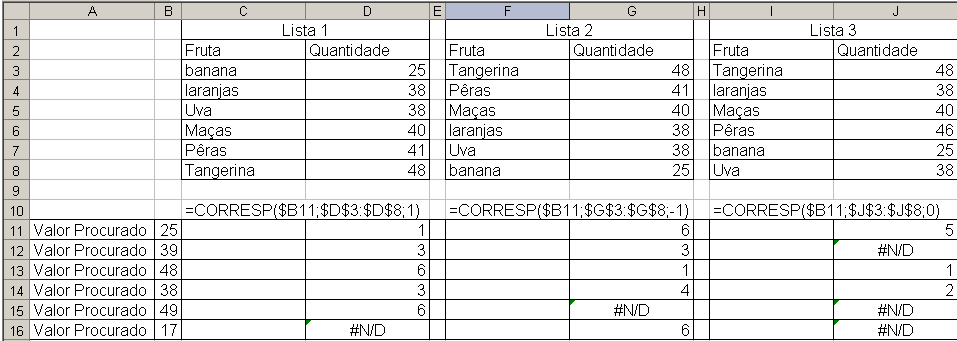 A B C D E F G H I J
1 Lista 1 Lista 2 Lista 3
2 Fruta Quantidade Fruta Quantidade Fruta Quantidade
3 banana 25 Tangerina 48 Tangerina 48
4 laranjas 38 Pêras 41 laranjas 38
5 Uva 38 Maças 40 Maças 40
6 Maças 40 laranjas 38 Pêras 46
7 Pêras 41 Uva 38 banana 25
8 Tangerina 48 banana 25 Uva 38
9
10 =CORRESP($B11;$D$3:$D$8;1) =CORRESP($B11;$G$3:$G$8;-1) =CORRESP($B11;$J$3:$J$8;0)
11 Valor Procurado 25 1 6 5
12 Valor Procurado 39 3 3 #N/D
13 Valor Procurado 48 6 1 1
14 Valor Procurado 38 3 4 2
15 Valor Procurado 49 6 #N/D #N/D
16 Valor Procurado 17 #N/D 6 #N/D